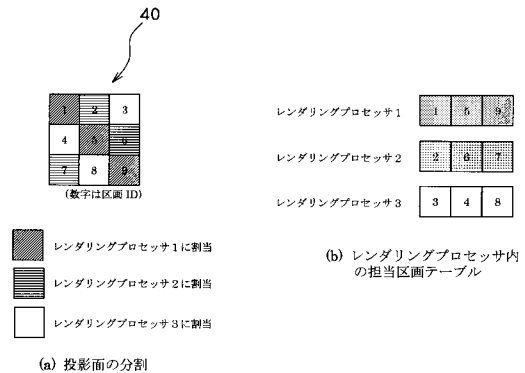 40
1 2 3
4 5 6
7 8 9
(数字は区画 ID)
レンダリングプロセッサ1に割当
レンダリングプロセッサ2に割当
レンダリングプロセッサ3に割当
(a) 投影面の分割
レンダリングプロセッサ1 1 5 9
レンダリングプロセッサ2 2 6 7
レンダリングプロセッサ3 3 4 8
(b) レンダリングプロセッサ内
の担当区画テーブル